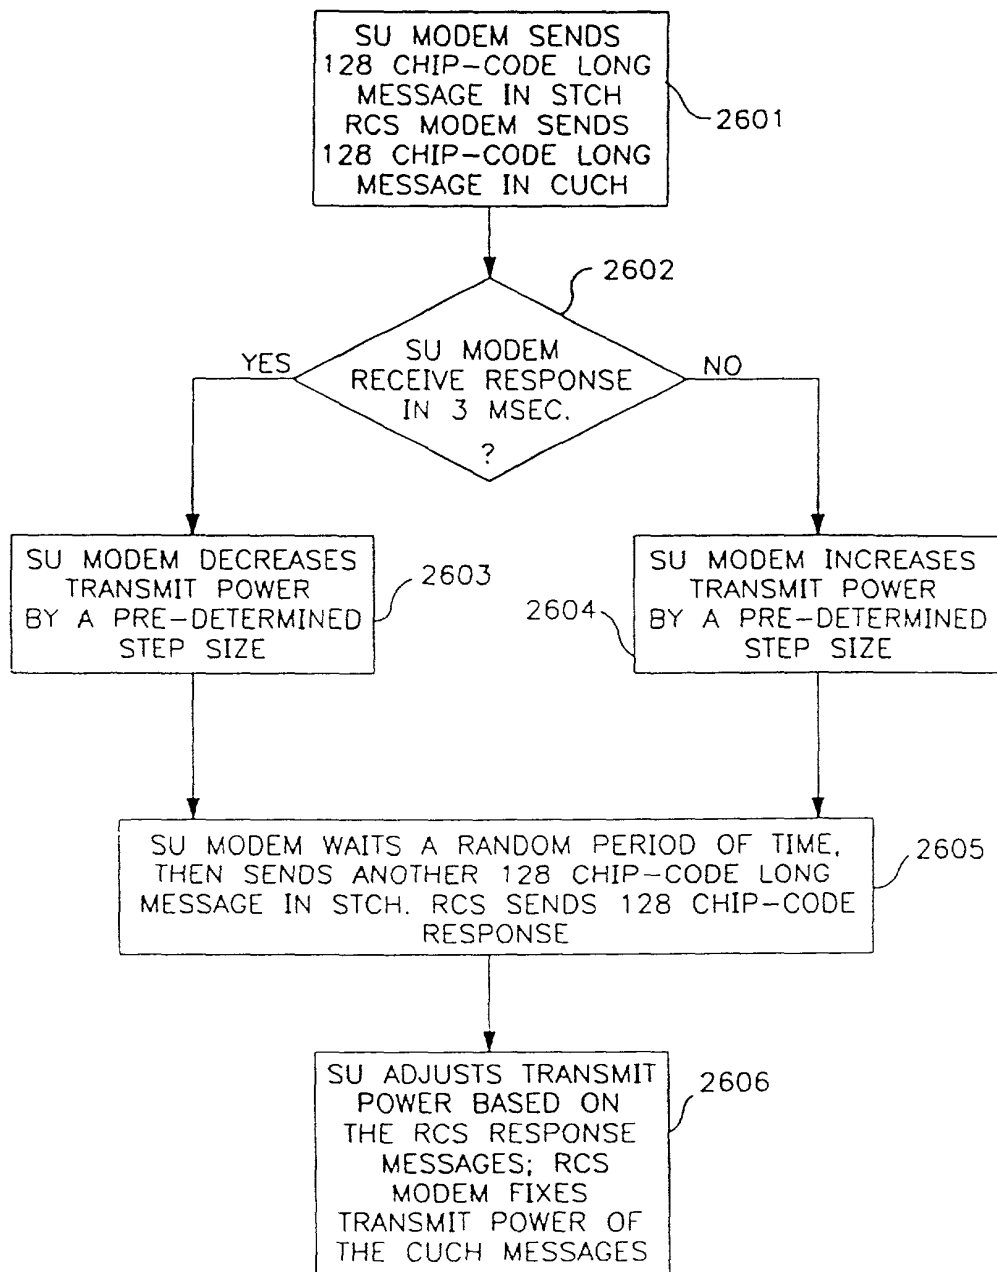 SU MODEM SENDS
128 CHIP-CODE LONG
MESSAGE IN STCH
RCS MODEM SENDS
128 CHIP-CODE LONG
MESSAGE IN CUCH
2601
2602
SU MODEM
RECEIVE RESPONSE
IN 3 MSEC.
?
YES
NO
SU MODEM DECREASES
TRANSMIT POWER
BY A PRE-DETERMINED
STEP SIZE
2603
SU MODEM INCREASES
TRANSMIT POWER
BY A PRE-DETERMINED
STEP SIZE
2604
SU MODEM WAITS A RANDOM PERIOD OF TIME,
THEN SENDS ANOTHER 128 CHIP-CODE LONG
MESSAGE IN STCH. RCS SENDS 128 CHIP-CODE
RESPONSE
2605
SU ADJUSTS TRANSMIT
POWER BASED ON
THE RCS RESPONSE
MESSAGES; RCS
MODEM FIXES
TRANSMIT POWER OF
THE CUCH MESSAGES
2606